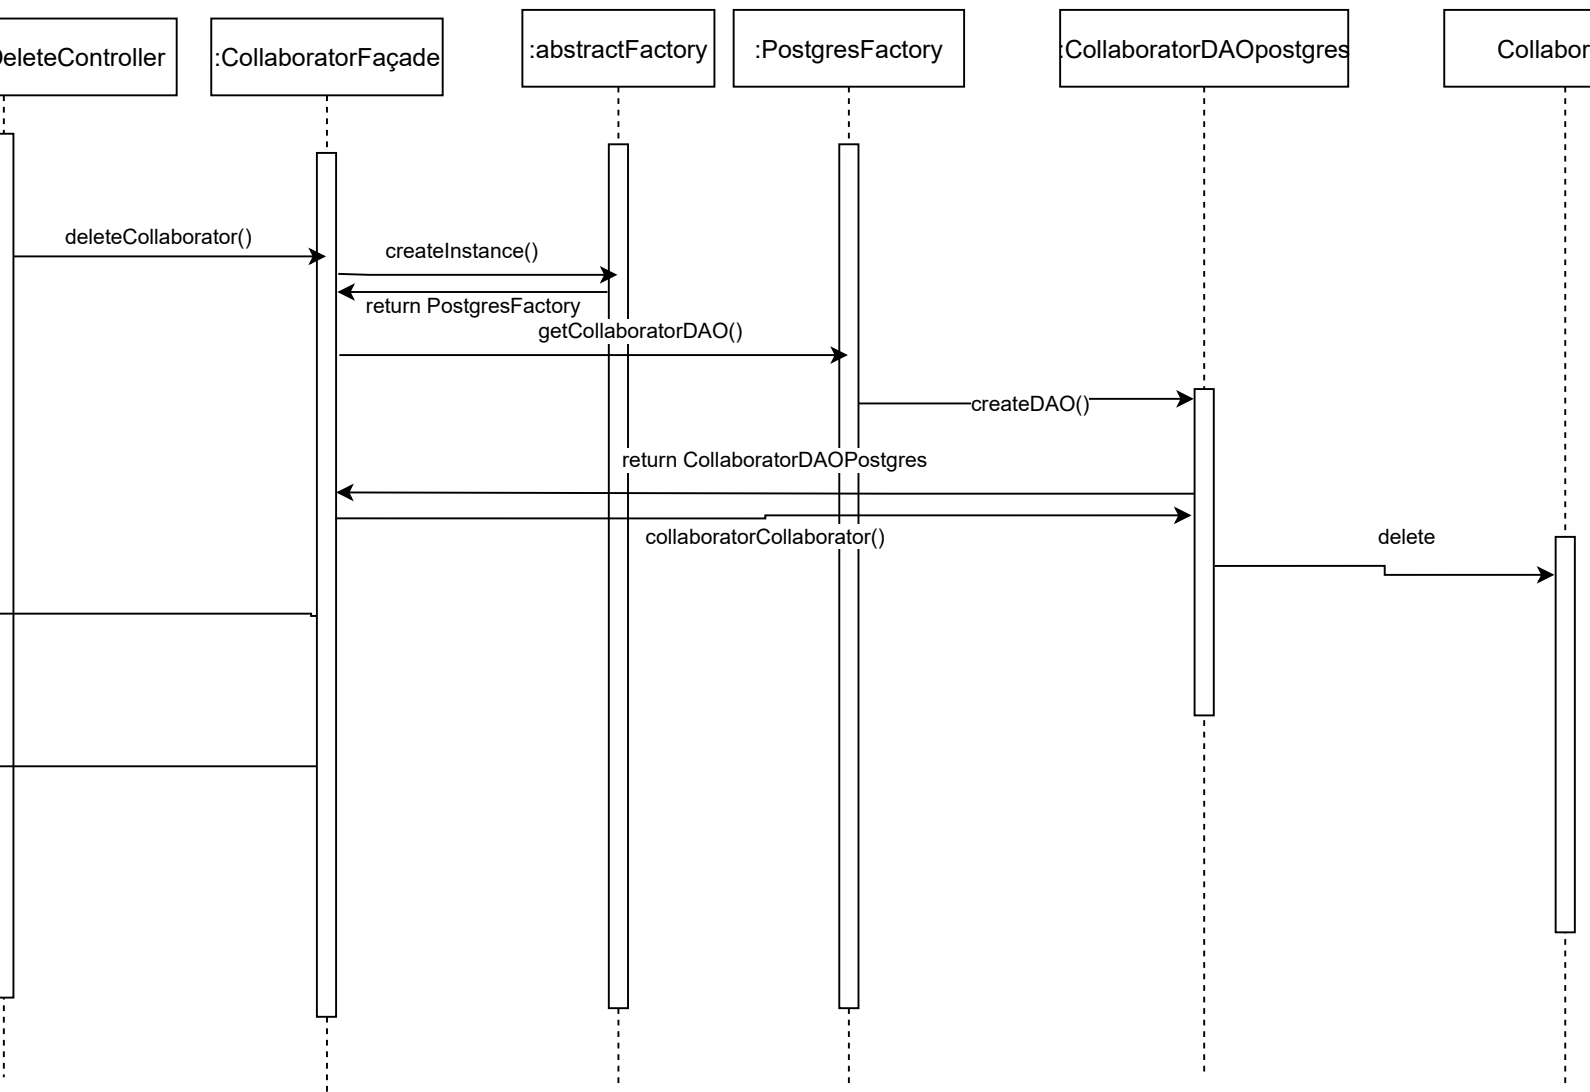 DeleteController
:CollaboratorFaçade
:abstractFactory
:PostgresFactory
:CollaboratorDAOpostgres
Collabor
deleteCollaborator()
createInstance()
return PostgresFactory
getCollaboratorDAO()
createDAO()
return CollaboratorDAOPostgres
collaboratorCollaborator()
delete